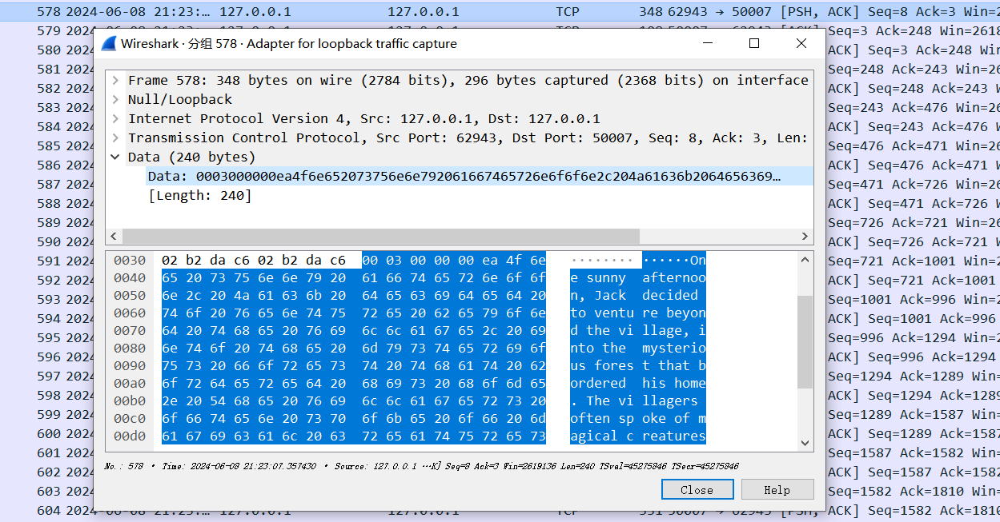 578 2024-06-08 21:23:… 127.0.0.1 127.0.0.1 TCP 348 62943 → 50007 [PSH, ACK] Seq=8 Ack=3 Win=2
579 2024 Seq=3 Ack=248 Win=2618
580 2024 ACK] Seq=3 Ack=248 Win
581 2024 Seq=248 Ack=243 Win=26
582 2024 ACK] Seq=248 Ack=243 W
583 2024 Seq=243 Ack=476 Win=26
584 2024 ACK] Seq=243 Ack=476 W
585 2024 Seq=476 Ack=471 Win=26
586 2024 ACK] Seq=476 Ack=471 W
587 2024 Seq=471 Ack=726 Win=26
588 2024 ACK] Seq=471 Ack=726 W
589 2024 Seq=726 Ack=721 Win=26
590 2024 ACK] Seq=726 Ack=721 W
591 2024 Seq=721 Ack=1001 Win=2
592 2024 ACK] Seq=721 Ack=1001
593 2024 Seq=1001 Ack=996 Win=2
594 2024 ACK] Seq=1001 Ack=996
595 2024 Seq=996 Ack=1294 Win=2
596 2024 ACK] Seq=996 Ack=1294
597 2024 Seq=1294 Ack=1289 Win=
598 2024 ACK] Seq=1294 Ack=1289
599 2024 Seq=1289 Ack=1587 Win=
600 2024 ACK] Seq=1289 Ack=1587
601 2024 Seq=1587 Ack=1582 Win=
602 2024 ACK] Seq=1587 Ack=1582
603 2024 Seq=1582 Ack=1810 Win=
604 2024-06-08 21:23:… 127.0.0.1 127.0.0.1 TCP 331 50007 → 62943 [PSH, ACK] Seq=1582 Ack=1810
Wireshark · 分组 578 · Adapter for loopback traffic capture
Frame 578: 348 bytes on wire (2784 bits), 296 bytes captured (2368 bits) on interface
Null/Loopback
Internet Protocol Version 4, Src: 127.0.0.1, Dst: 127.0.0.1
Transmission Control Protocol, Src Port: 62943, Dst Port: 50007, Seq: 8, Ack: 3, Len:
Data (240 bytes)
Data: 0003000000ea4f6e652073756e6e792061667465726e6f6f6e2c204a61636b206465636964…
[Length: 240]
0030 02 b2 da c6 02 b2 da c6 00 03 00 00 00 ea 4f 6e ········ ······On
0040 65 20 73 75 6e 6e 79 20 61 66 74 65 72 6e 6f 6f e sunny afternoo
0050 6e 2c 20 4a 61 63 6b 20 64 65 63 69 64 65 64 20 n, Jack decided
0060 74 6f 20 76 65 6e 74 75 72 65 20 62 65 79 6f 6e to ventu re beyon
0070 64 20 74 68 65 20 76 69 6c 6c 61 67 65 2c 20 69 d the vi llage, i
0080 6e 74 6f 20 74 68 65 20 6d 79 73 74 65 72 69 6f nto the mysterio
0090 75 73 20 66 6f 72 65 73 74 20 74 68 61 74 20 62 us fores t that b
00a0 6f 72 64 65 72 65 64 20 68 69 73 20 68 6f 6d 65 ordered his home
00b0 2e 20 54 68 65 20 76 69 6c 6c 61 67 65 72 73 20 . The vi llagers
00c0 6f 66 74 65 6e 20 73 70 6f 6b 65 20 6f 66 20 6d often sp oke of m
00d0 61 67 69 63 61 6c 20 63 72 65 61 74 75 72 65 73 agical c reatures
No.: 578 · Time: 2024-06-08 21:23:07.357430 · Source: 127.0.0.1 ···K] Seq=8 Ack=3 Win=2619136 Len=240 TSval=45275846 TSecr=45275846
Close
Help